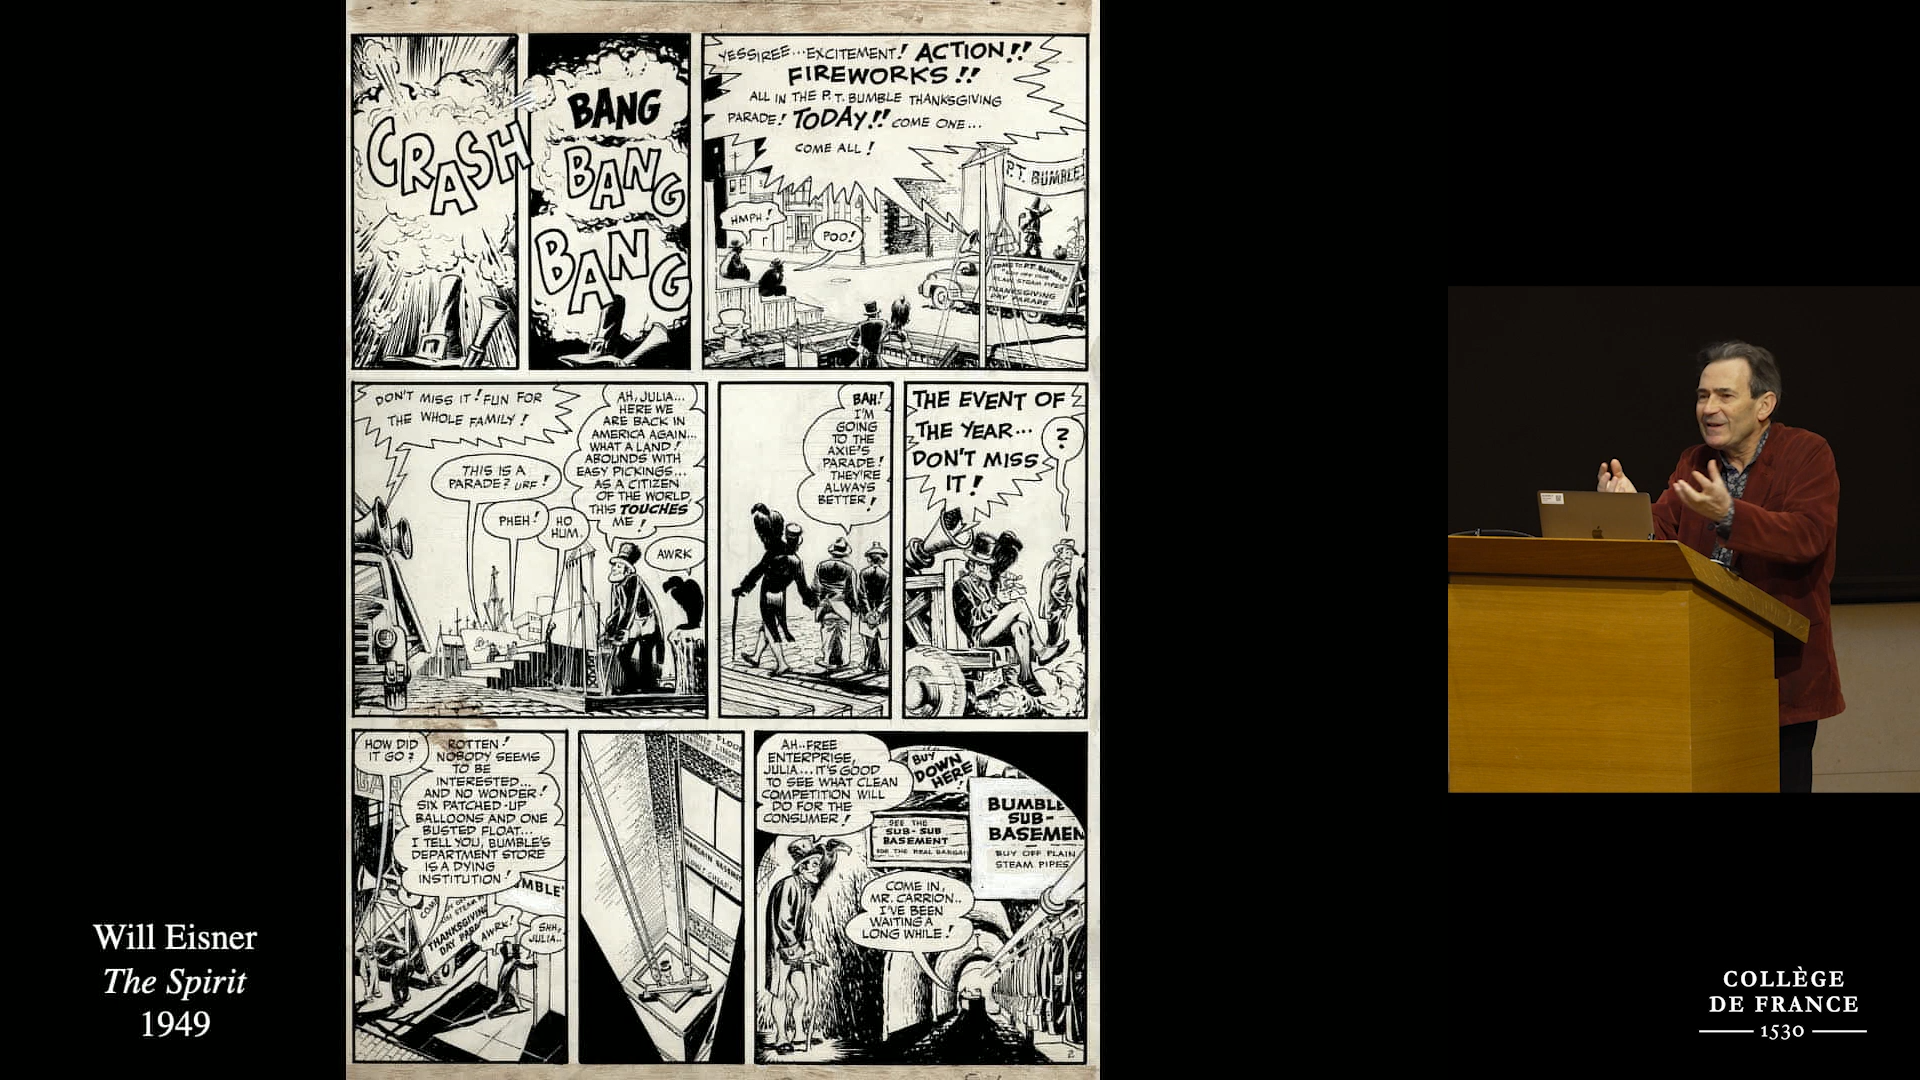 CRASH
BANG
BANG
BANG
YESSIREE...EXCITEMENT! ACTION!!
FIREWORKS!!
ALL IN THE P.T. BUMBLE THANKSGIVING
PARADE! TODAY!! COME ONE...
COME ALL!
P.T. BUMBLE
HMPH!
POO!
THANKSGIVING
DAY PARADE
DON'T MISS IT! FUN FOR
THE WHOLE FAMILY!
THIS IS A
PARADE? URF!
PHEH!
HO
HUM.
AH, JULIA...
HERE WE
ARE BACK IN
AMERICA AGAIN...
WHAT A LAND!
ABOUNDS WITH
EASY PICKINGS...
AS A CITIZEN
OF THE WORLD,
THIS TOUCHES
ME!
AWRK
BAH!
I'M
GOING
TO THE
AXIE'S
PARADE!
THEY'RE
ALWAYS
BETTER!
THE EVENT OF
THE YEAR...
DON'T MISS
IT!
?
HOW DID
IT GO?
ROTTEN!
NOBODY SEEMS
TO BE
INTERESTED...
AND NO WONDER!
SIX PATCHED-UP
BALLOONS AND ONE
BUSTED FLOAT...
I TELL YOU, BUMBLE'S
DEPARTMENT STORE
IS A DYING
INSTITUTION!
MBLE'
THANKSGIVING
DAY PARA
AWRK!
SHH,
JULIA..
FLOOR
AH..FREE
ENTERPRISE,
JULIA...IT'S GOOD
TO SEE WHAT CLEAN
COMPETITION WILL
DO FOR THE
CONSUMER!
BUY
DOWN
HERE!
SEE THE
SUB-SUB
BASEMENT
FOR THE REAL BARGAI
BUMBLE
SUB-
BASEMEN
BUY OFF PLAIN
STEAM PIPES
COME IN,
MR. CARRION..
I'VE BEEN
WAITING A
LONG WHILE!
2
Will Eisner
The Spirit
1949
COLLÈGE
DE FRANCE
1530